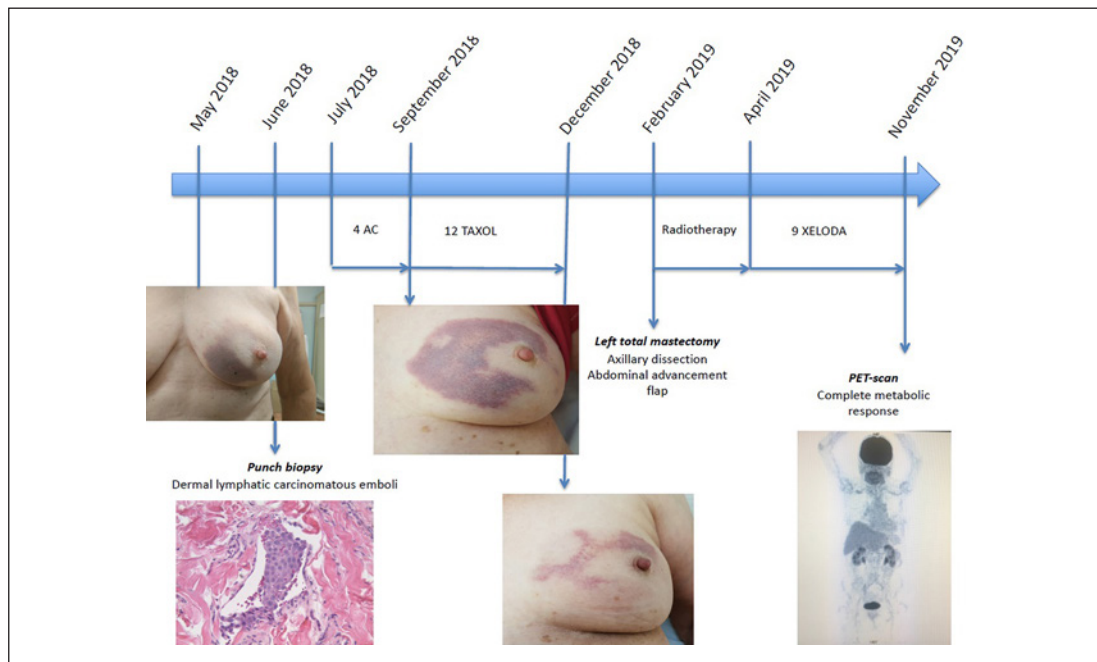 May 2018
June 2018
July 2018
September 2018
December 2018
February 2019
April 2019
November 2019
4 AC
12 TAXOL
Radiotherapy
9 XELODA
Left total mastectomy
Axillary dissection
Abdominal advancement
flap
PET-scan
Complete metabolic
response
Punch biopsy
Dermal lymphatic carcinomatous emboli